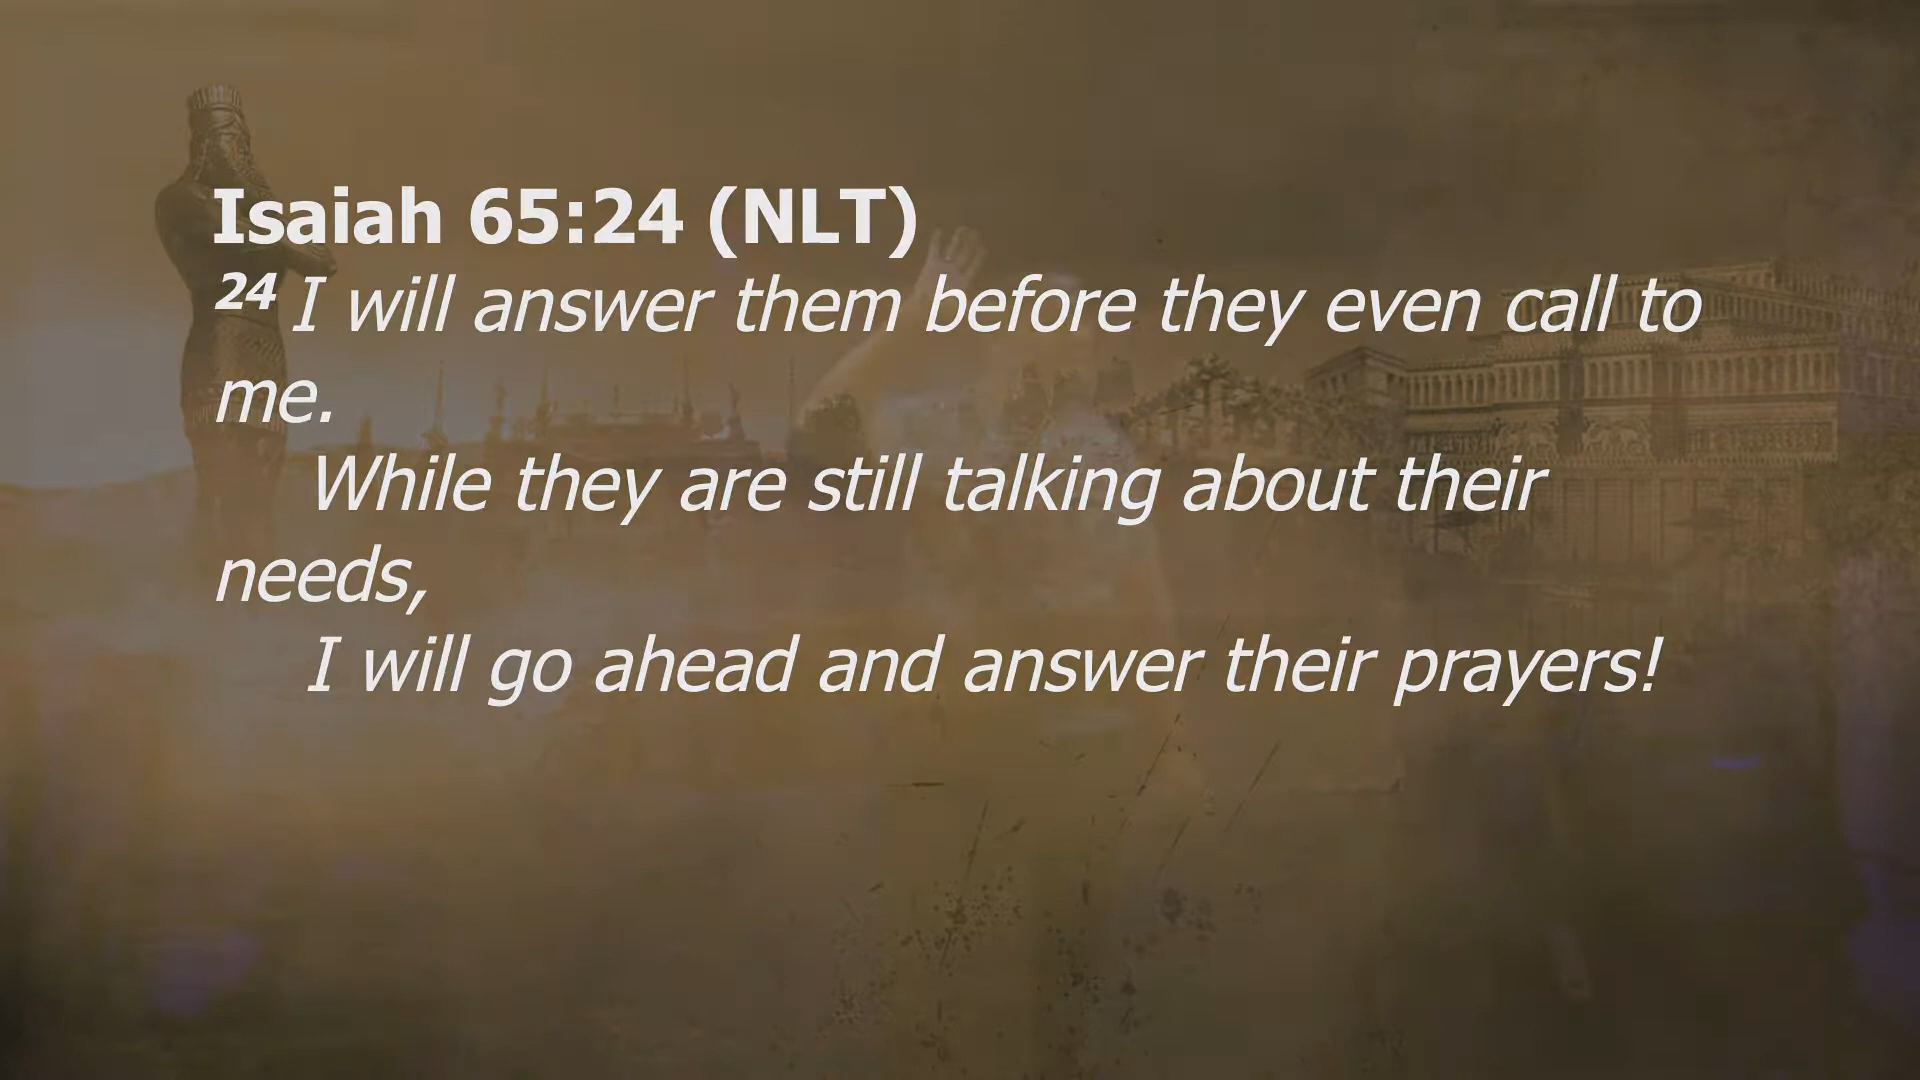 Isaiah 65:24 (NLT)
24 I will answer them before they even call to
me.
While they are still talking about their
needs,
I will go ahead and answer their prayers!